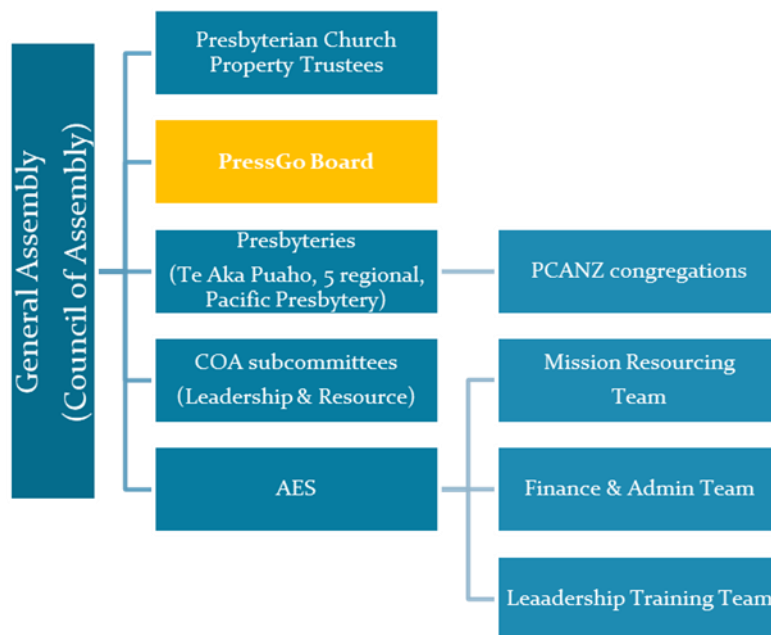 General Assembly
(Council of Assembly)
Presbyterian Church
Property Trustees
PressGo Board
Presbyteries
(Te Aka Puaho, 5 regional,
Pacific Presbytery)
PCANZ congregations
COA subcommittees
(Leadership & Resource)
AES
Mission Resourcing
Team
Finance & Admin Team
Leaadership Training Team